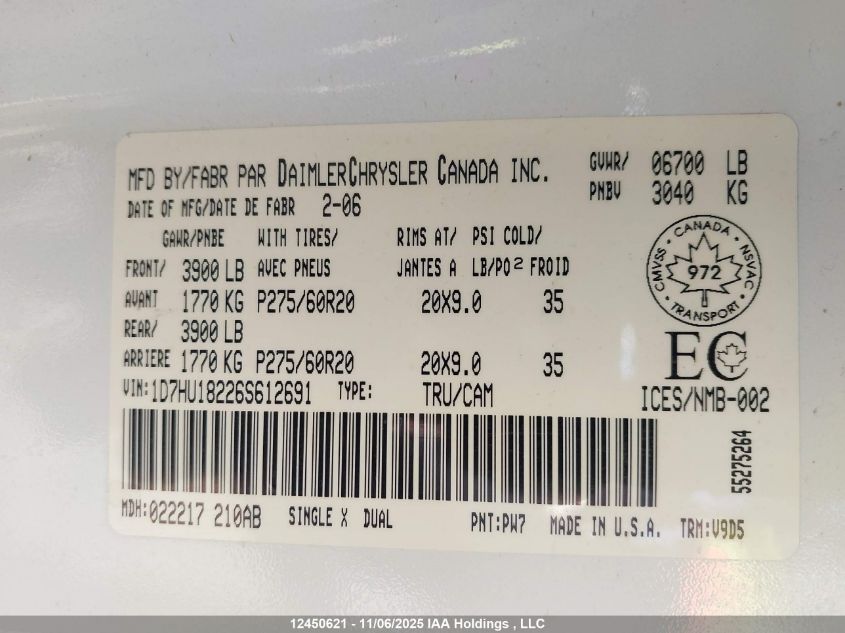 MFD BY/FABR PAR DAIMLERCHRYSLER CANADA INC. GVWR/ 06700 LB
DATE OF MFG/DATE DE FABR 2-06 PNBV 3040 KG
GAWR/PNBE WITH TIRES/ RIMS AT/ PSI COLD/
FRONT/ 3900 LB AVEC PNEUS JANTES A LB/PO² FROID
AVANT 1770 KG P275/60R20 20X9.0 35
REAR/ 3900 LB
ARRIERE 1770 KG P275/60R20 20X9.0 35
VIN: 1D7HU18226S612691 TYPE: TRU/CAM
CANADA
CMVSS 972 NSVAC
TRANSPORT
EC
ICES/NMB-002
55275264
MDH: 022217 210AB SINGLE X DUAL PNT: PW7 MADE IN U.S.A. TRM: V9D5
12450621 - 11/06/2025 IAA Holdings , LLC